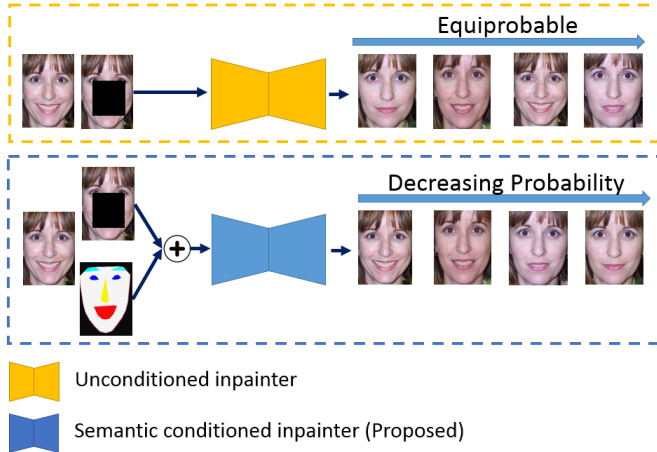 Equiprobable
Decreasing Probability
Unconditioned inpainter
Semantic conditioned inpainter (Proposed)